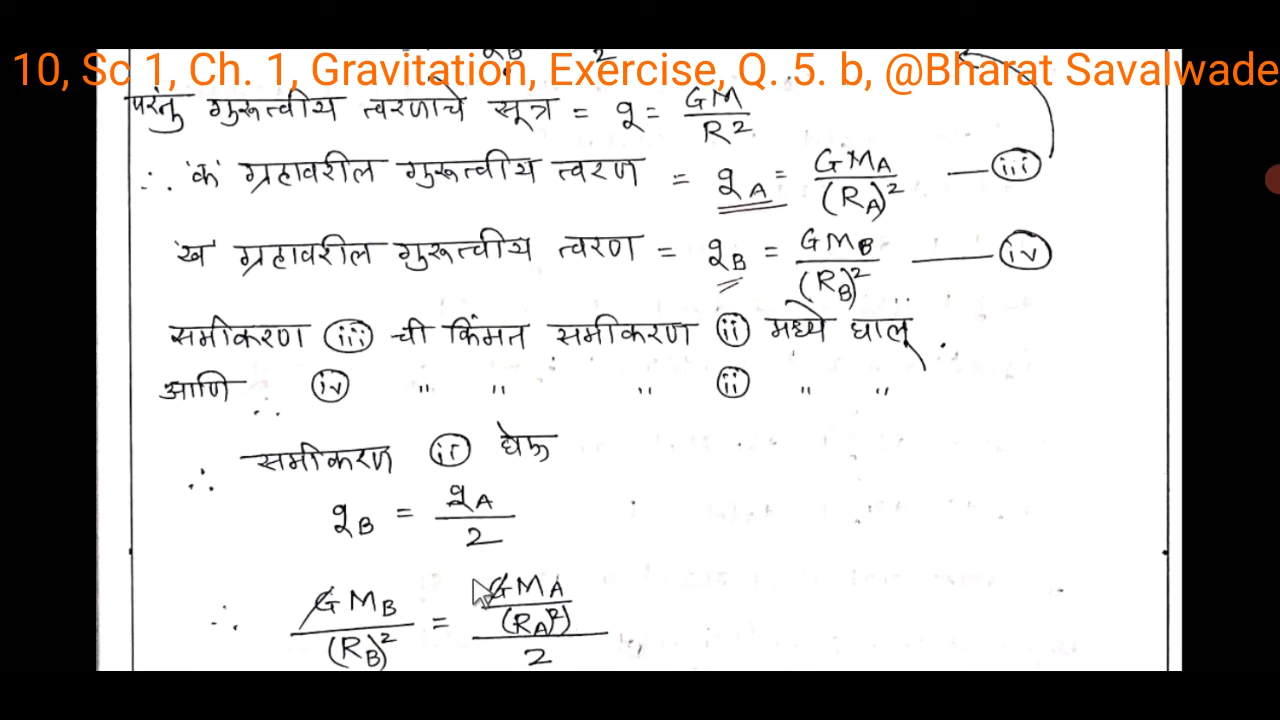 10, Sc 1, Ch. 1, Gravitation, Exercise, Q. 5. b, @Bharat Savalwade
परंतु गुरूत्वीय त्वरणाचे सूत्र = g = GM / R²
∴ 'क' ग्रहावरील गुरूत्वीय त्वरण = g_A = GM_A / (R_A)² — (iii)
'ख' ग्रहावरील गुरूत्वीय त्वरण = g_B = GM_B / (R_B)² — (iv)
समीकरण (iii) ची किंमत समीकरण (ii) मध्ये घालू.
आणि (iv) " " " (ii) " "
∴ समीकरण (ii) घेऊ
g_B = g_A / 2
∴ GM_B / (R_B)² = GM_A / (R_A)² / 2